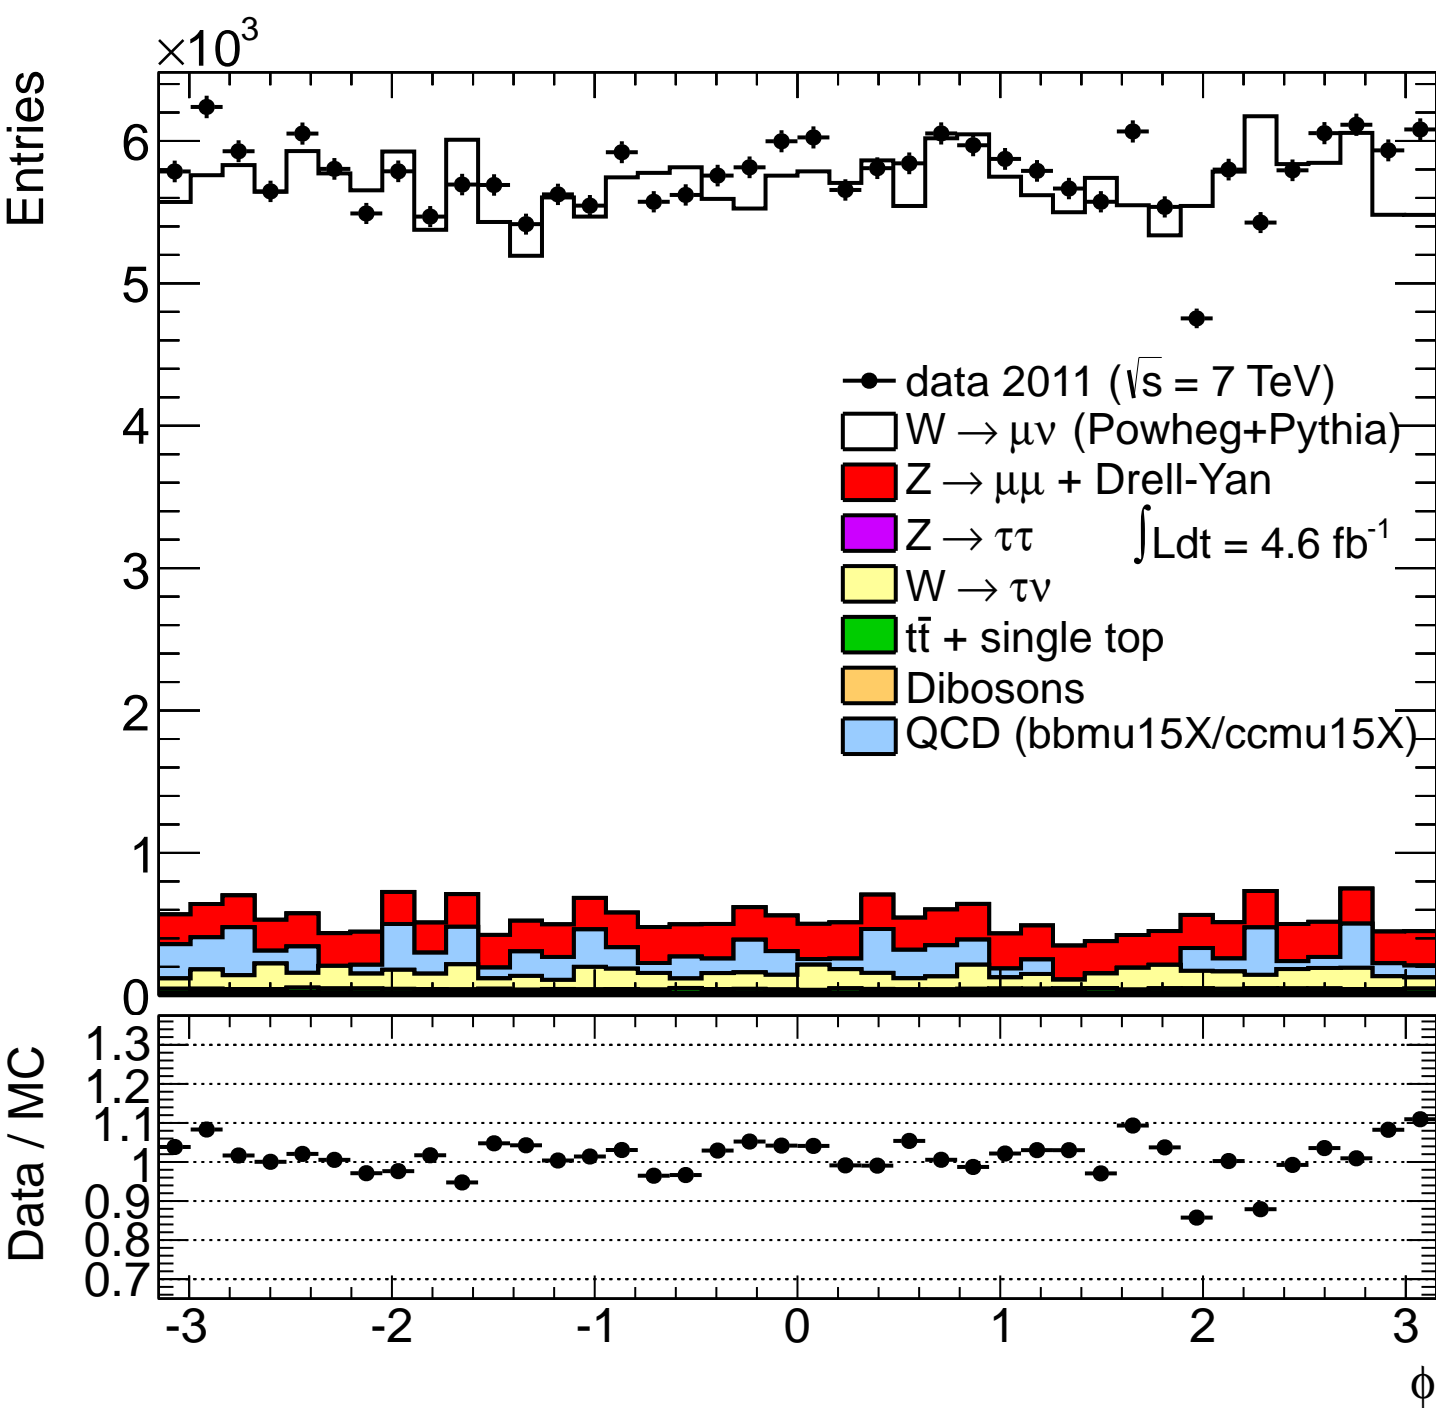 ×10³
Entries
6
5
4
3
2
1
0
data 2011 (√s = 7 TeV)
W → μν (Powheg+Pythia)
Z → μμ + Drell-Yan
Z → ττ
∫Ldt = 4.6 fb⁻¹
W → τν
tt̄ + single top
Dibosons
QCD (bbmu15X/ccmu15X)
Data / MC
1.3
1.2
1.1
1
0.9
0.8
0.7
-3 -2 -1 0 1 2 3
ϕ